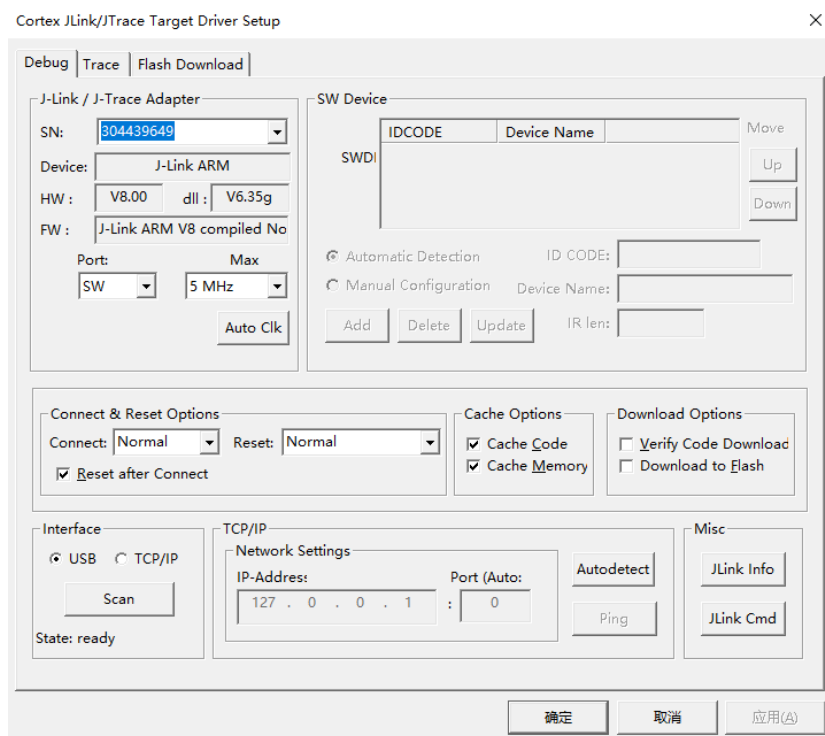 Cortex JLink/JTrace Target Driver Setup
Debug Trace Flash Download
J-Link / J-Trace Adapter
SN: 304439649
Device: J-Link ARM
HW : V8.00 dll : V6.35g
FW : J-Link ARM V8 compiled No
Port: Max
SW 5 MHz
Auto Clk
SW Device
IDCODE Device Name
SWDI
Move
Up
Down
Automatic Detection ID CODE:
Manual Configuration Device Name:
Add Delete Update IR len:
Connect & Reset Options
Connect: Normal Reset: Normal
Reset after Connect
Cache Options
Cache Code
Cache Memory
Download Options
Verify Code Download
Download to Flash
Interface
USB TCP/IP
Scan
State: ready
TCP/IP
Network Settings
IP-Address: Port (Auto:
127 . 0 . 0 . 1 : 0
Autodetect
Ping
Misc
JLink Info
JLink Cmd
确定 取消 应用(A)